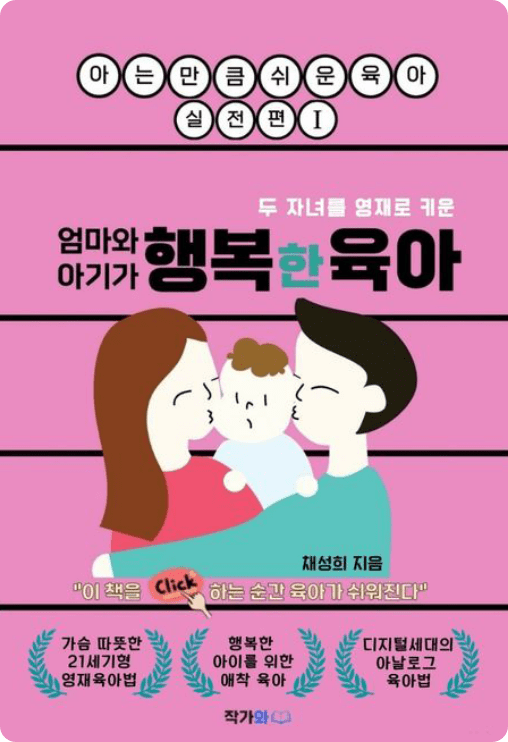 아는만큼쉬운육아
실전편 I
두 자녀를 영재로 키운
엄마와
아기가
행복한육아
채성희 지음
"이 책을 Click 하는 순간 육아가 쉬워진다"
가슴 따뜻한
21세기형
영재육아법
행복한
아이를 위한
애착 육아
디지털세대의
아날로그
육아법
작가와